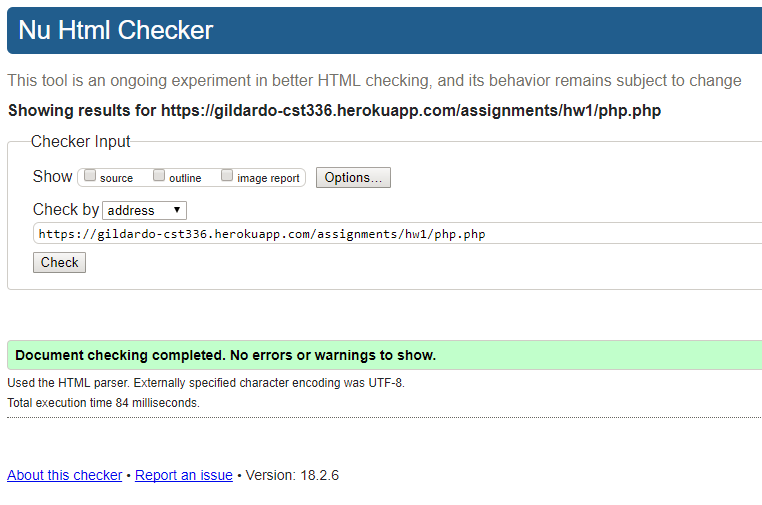 Nu Html Checker
This tool is an ongoing experiment in better HTML checking, and its behavior remains subject to change
Showing results for https://gildardo-cst336.herokuapp.com/assignments/hw1/php.php
Checker Input
Show source outline image report Options...
Check by address
https://gildardo-cst336.herokuapp.com/assignments/hw1/php.php
Check
Document checking completed. No errors or warnings to show.
Used the HTML parser. Externally specified character encoding was UTF-8.
Total execution time 84 milliseconds.
About this checker • Report an issue • Version: 18.2.6